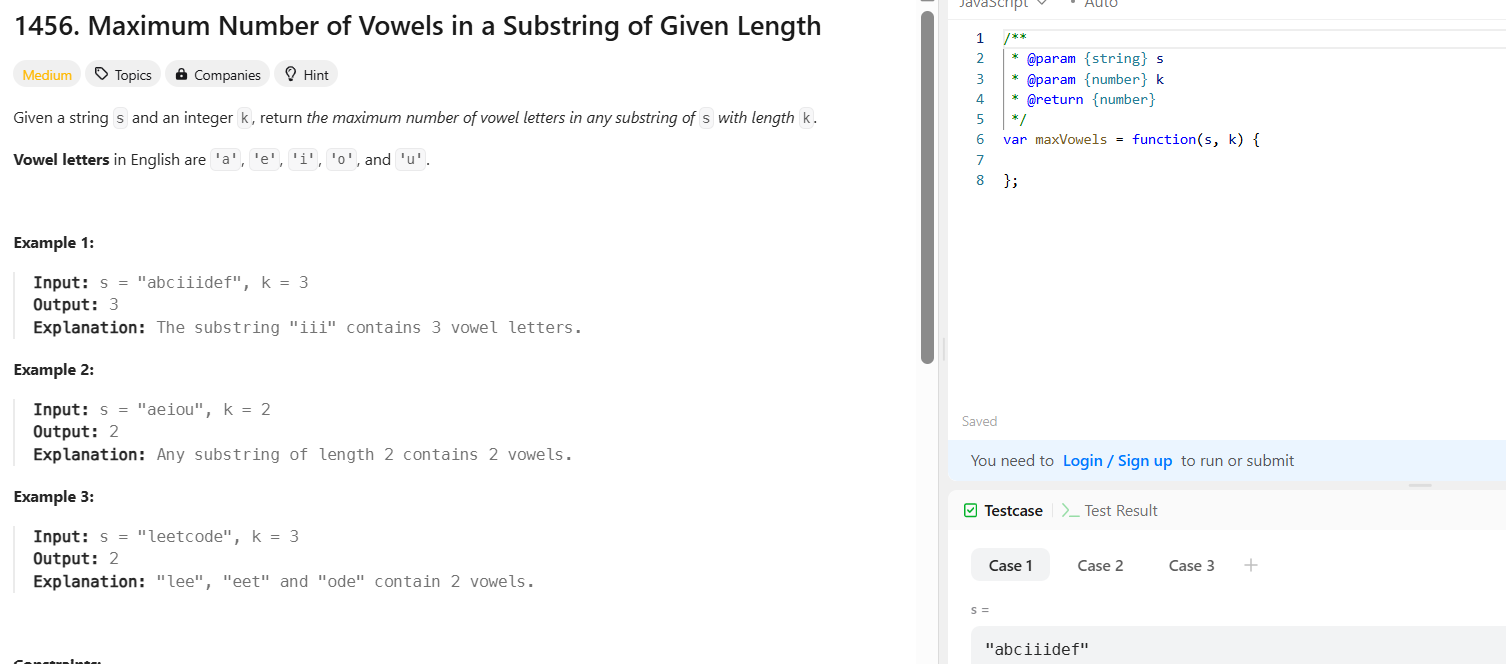 1456. Maximum Number of Vowels in a Substring of Given Length
Medium Topics Companies Hint
Given a string s and an integer k, return the maximum number of vowel letters in any substring of s with length k.
Vowel letters in English are 'a', 'e', 'i', 'o', and 'u'.
Example 1:
Input: s = "abciiidef", k = 3
Output: 3
Explanation: The substring "iii" contains 3 vowel letters.
Example 2:
Input: s = "aeiou", k = 2
Output: 2
Explanation: Any substring of length 2 contains 2 vowels.
Example 3:
Input: s = "leetcode", k = 3
Output: 2
Explanation: "lee", "eet" and "ode" contain 2 vowels.
Constraints:
JavaScript • Auto
1 /**
2 * @param {string} s
3 * @param {number} k
4 * @return {number}
5 */
6 var maxVowels = function(s, k) {
7
8 };
Saved
You need to Login / Sign up to run or submit
Testcase >_ Test Result
Case 1 Case 2 Case 3 +
s =
"abciiidef"